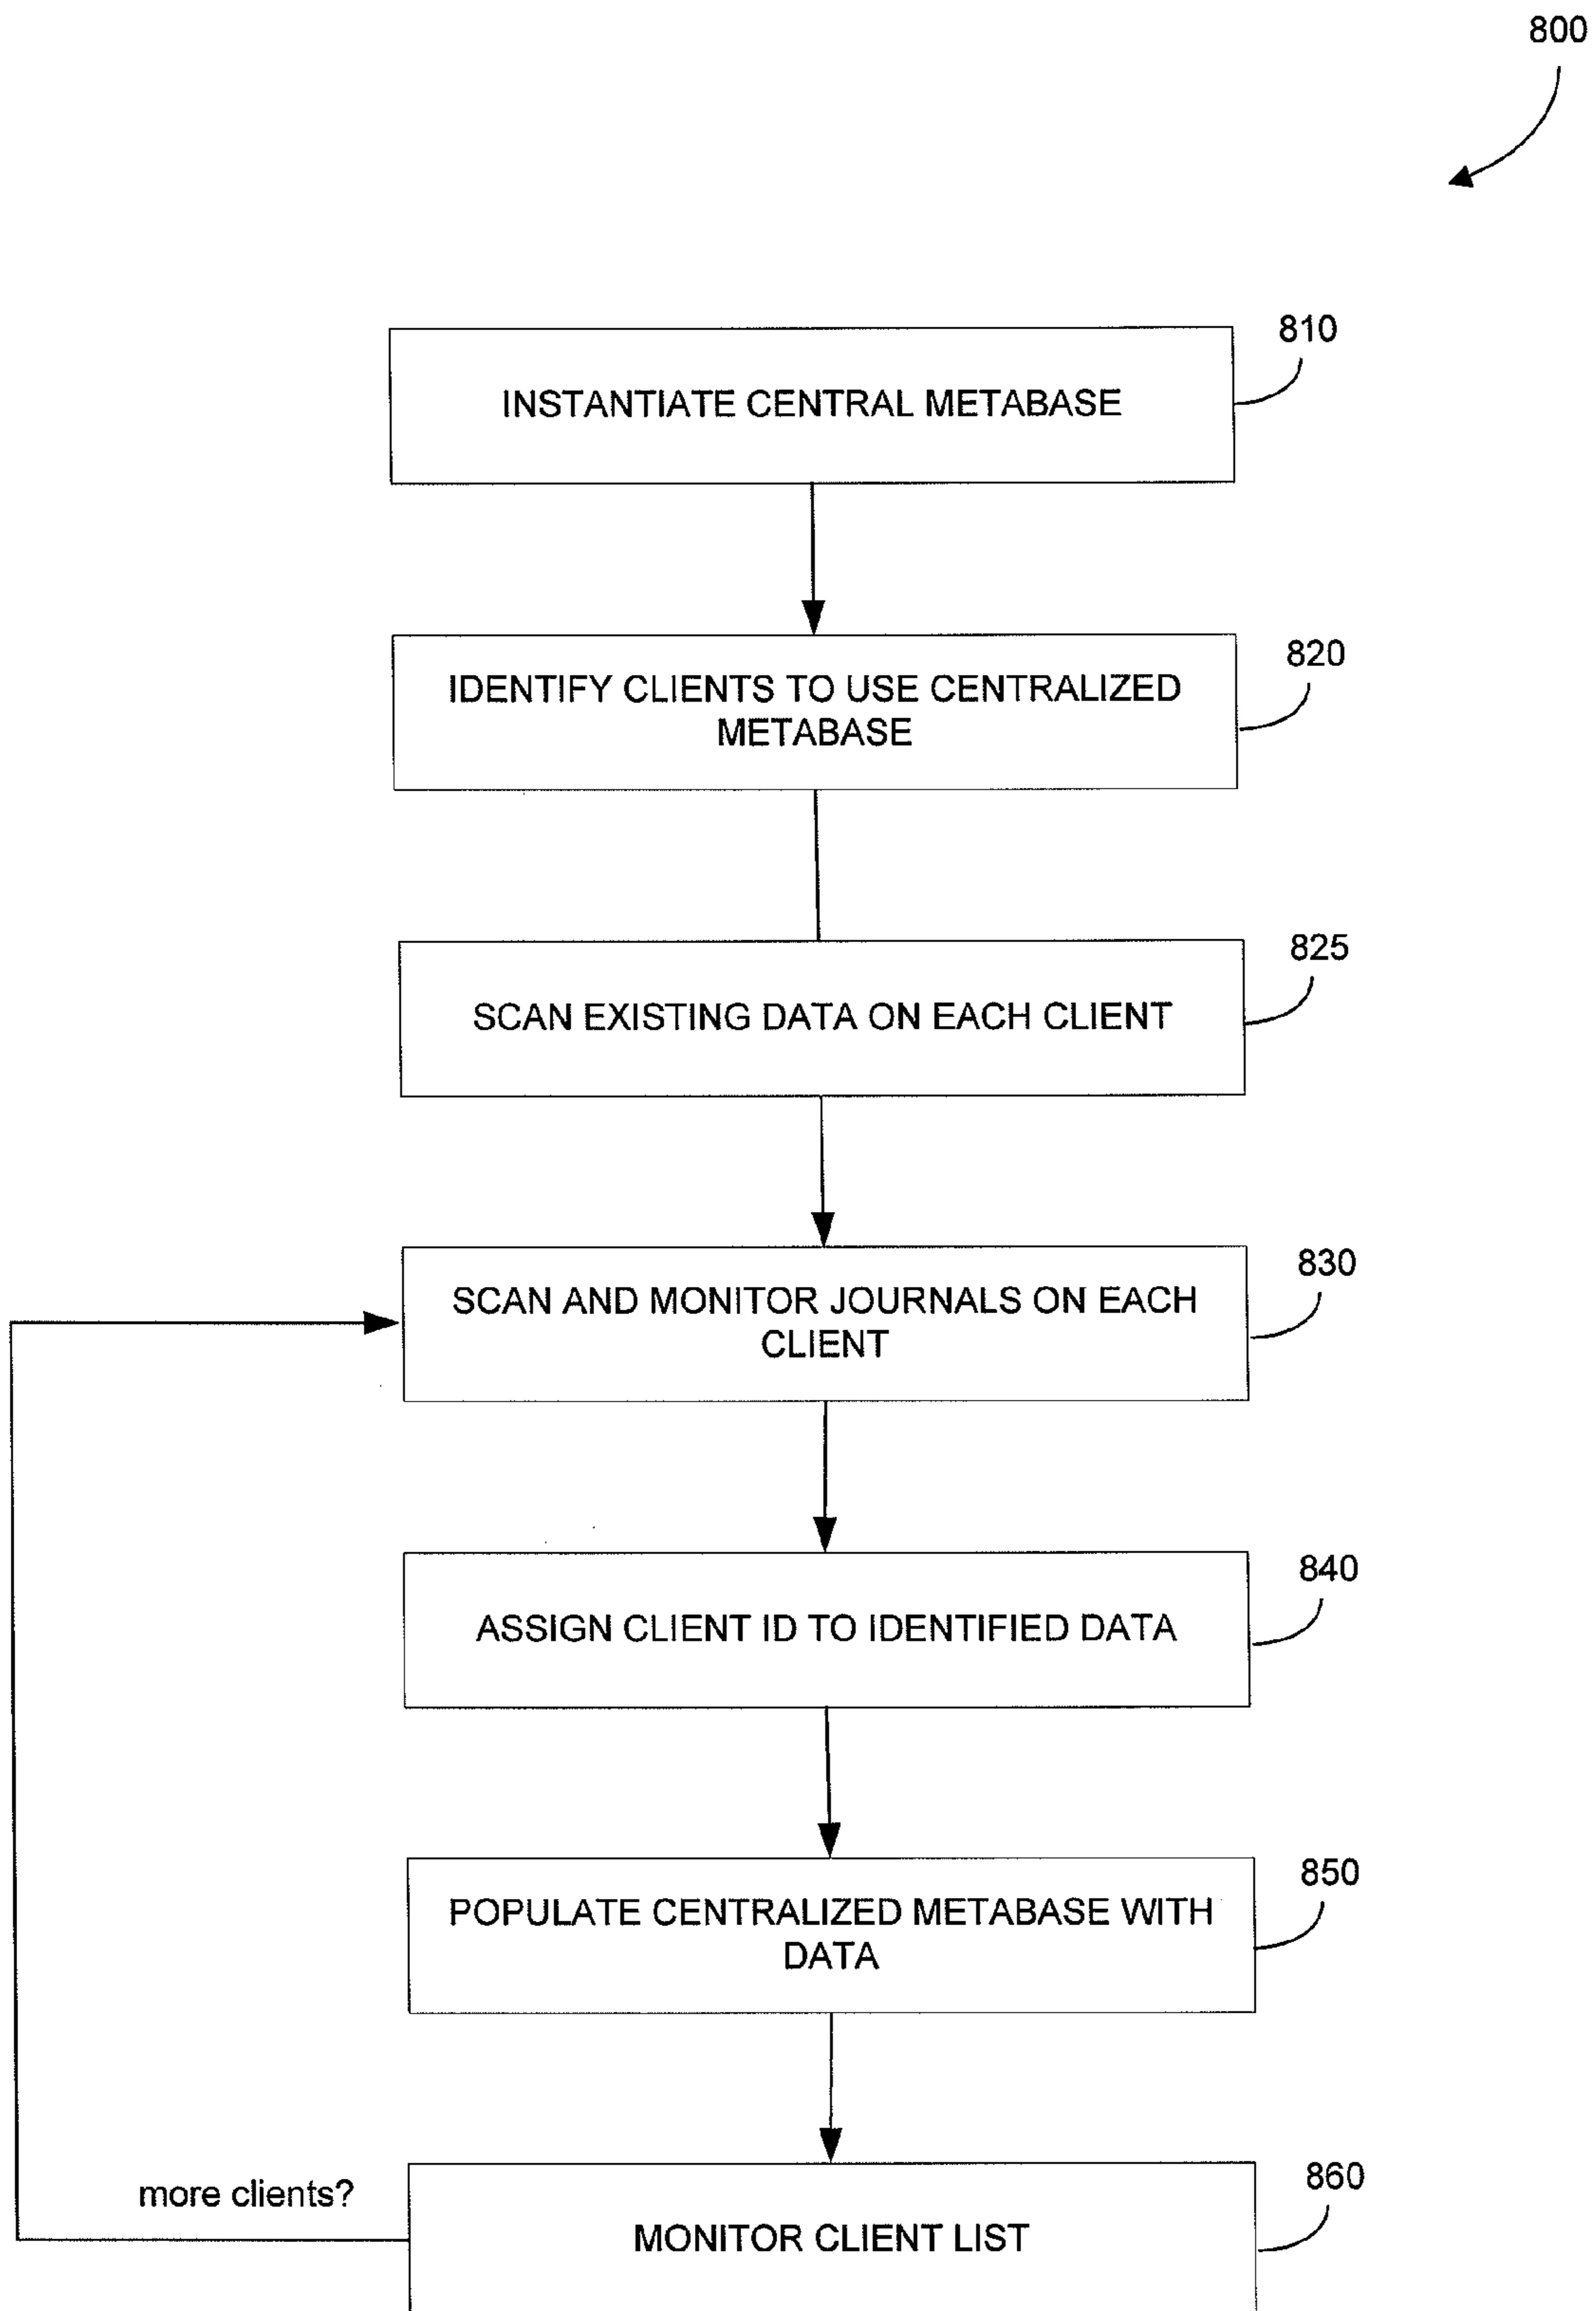 800
810
INSTANTIATE CENTRAL METABASE
820
IDENTIFY CLIENTS TO USE CENTRALIZED
METABASE
825
SCAN EXISTING DATA ON EACH CLIENT
830
SCAN AND MONITOR JOURNALS ON EACH
CLIENT
840
ASSIGN CLIENT ID TO IDENTIFIED DATA
850
POPULATE CENTRALIZED METABASE WITH
DATA
860
more clients?
MONITOR CLIENT LIST